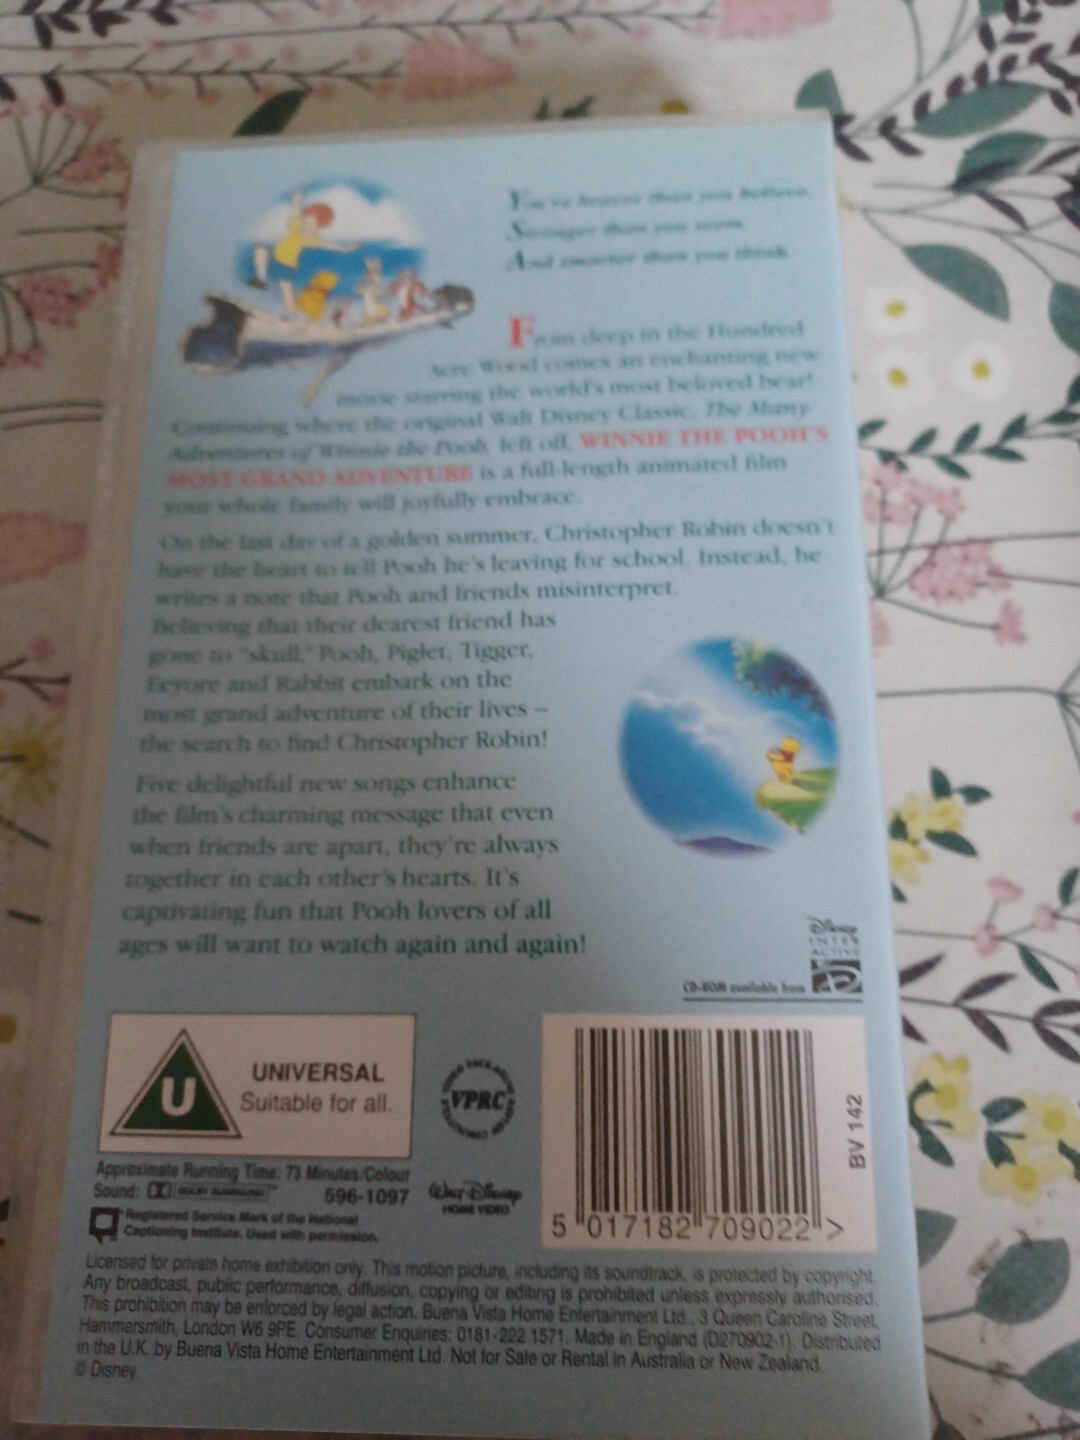 You're braver than you believe.
Stronger than you seem.
And smarter than you think.
From deep in the Hundred
Acre Wood comes an enchanting new
movie starring the world's most beloved bear!
Continuing where the original Walt Disney Classic, The Many
Adventures of Winnie the Pooh, left off, WINNIE THE POOH'S
MOST GRAND ADVENTURE is a full-length animated film
your whole family will joyfully embrace.
On the last day of a golden summer, Christopher Robin doesn't
have the heart to tell Pooh he's leaving for school. Instead, he
writes a note that Pooh and friends misinterpret.
Believing that their dearest friend has
gone to "skull," Pooh, Piglet, Tigger,
Eeyore and Rabbit embark on the
most grand adventure of their lives –
the search to find Christopher Robin!
Five delightful new songs enhance
the film's charming message that even
when friends are apart, they're always
together in each other's hearts. It's
captivating fun that Pooh lovers of all
ages will want to watch again and again!
Disney
INTER
ACTIVE
CD-ROM available from
U
UNIVERSAL
Suitable for all.
VPRC
BV 142
Approximate Running Time: 73 Minutes/Colour
Sound: DOLBY SURROUND 596-1097
Walt Disney
HOME VIDEO
Registered Service Mark of the National
Captioning Institute. Used with permission.
5 017182 709022 >
Licensed for private home exhibition only. This motion picture, including its soundtrack, is protected by copyright.
Any broadcast, public performance, diffusion, copying or editing is prohibited unless expressly authorised.
This prohibition may be enforced by legal action. Buena Vista Home Entertainment Ltd., 3 Queen Caroline Street,
Hammersmith, London W6 9PE. Consumer Enquiries: 0181-222 1571. Made in England (D270902-1). Distributed
in the U.K. by Buena Vista Home Entertainment Ltd. Not for Sale or Rental in Australia or New Zealand.
© Disney.